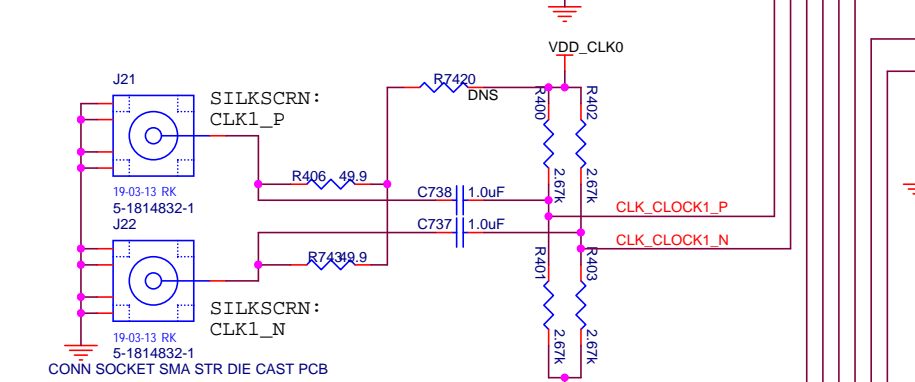 VDD_CLK0
J21
R7420
DNS
SILKSCRN:
CLK1_P
R400
R402
R406 49.9
2.67k
2.67k
19-03-13 RK
5-1814832-1
C738 1.0uF
CLK_CLOCK1_P
J22
C737 1.0uF
CLK_CLOCK1_N
R401
R403
49.9
SILKSCRN:
CLK1_N
2.67k
2.67k
19-03-13 RK
5-1814832-1
CONN SOCKET SMA STR DIE CAST PCB